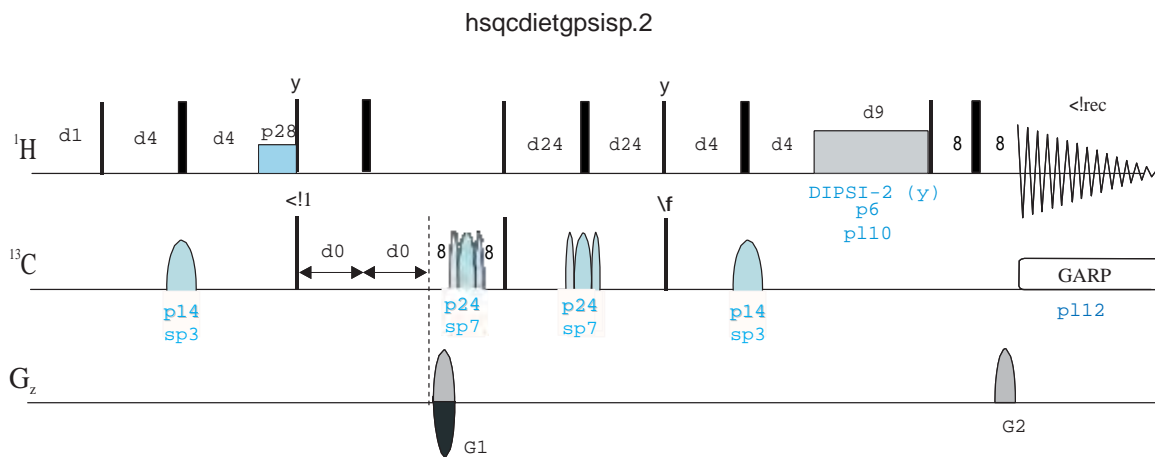 hsqcdietgpsisp.2
y y <!rec
¹H d1 d4 d4 p28 d24 d24 d4 d4 d9 8 8
DIPSI-2 (y)
p6
pl10
<!1 \f
¹³C d0 d0 8 8 GARP
p14 p24 p24 p14 pl12
sp3 sp7 sp7 sp3
G_z
G1 G2